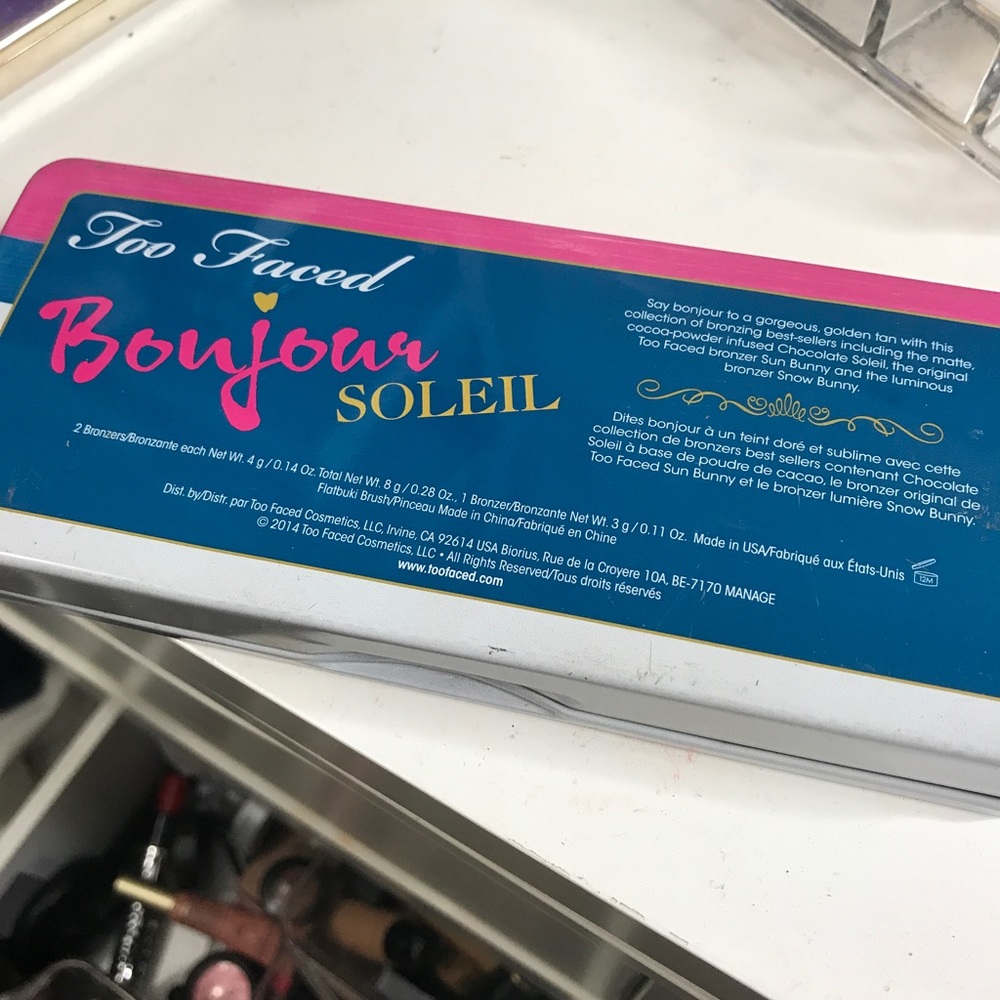 Too Faced
Bonjour
SOLEIL
2 Bronzers/Bronzante each Net Wt. 4 g / 0.14 Oz. Total Net Wt. 8 g / 0.28 Oz., 1 Bronzer/Bronzante Net Wt. 3 g / 0.11 Oz. Made in USA/Fabriqué aux États-Unis
Flatbuki Brush/Pinceau Made in China/Fabriqué en Chine
Dist. by/Distr. par Too Faced Cosmetics, LLC, Irvine, CA 92614 USA Biorius, Rue de la Croyere 10A, BE-7170 MANAGE
© 2014 Too Faced Cosmetics, LLC • All Rights Reserved/Tous droits réservés
www.toofaced.com
12M
Say bonjour to a gorgeous, golden tan with this
collection of bronzing best-sellers including the matte,
cocoa-powder infused Chocolate Soleil, the original
Too Faced bronzer Sun Bunny and the luminous
bronzer Snow Bunny.
Dites bonjour à un teint doré et sublime avec cette
collection de bronzers best sellers contenant Chocolate
Soleil à base de poudre de cacao, le bronzer original de
Too Faced Sun Bunny et le bronzer lumière Snow Bunny.